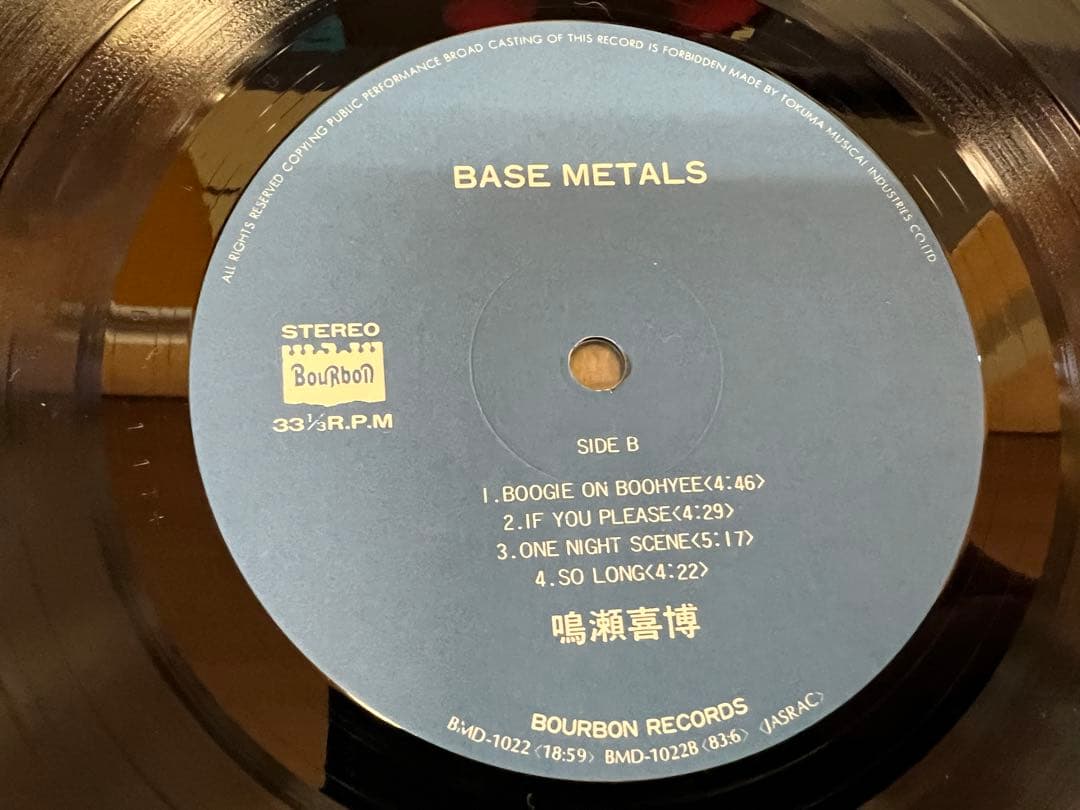 ALL RIGHTS RESERVED COPYING PUBLIC PERFORMANCE BROAD CASTING OF THIS RECORD IS FORBIDDEN MADE BY TOKUMA MUSICAL INDUSTRIES CO.LTD.
BASE METALS
STEREO
BouRbon
33⅓R.P.M
SIDE B
1.BOOGIE ON BOOHYEE<4:46>
2.IF YOU PLEASE<4:29>
3.ONE NIGHT SCENE<5:17>
4.SO LONG<4:22>
鳴瀬喜博
BOURBON RECORDS
BMD-1022 <18:59> BMD-1022B <83・6> <JASRAC>